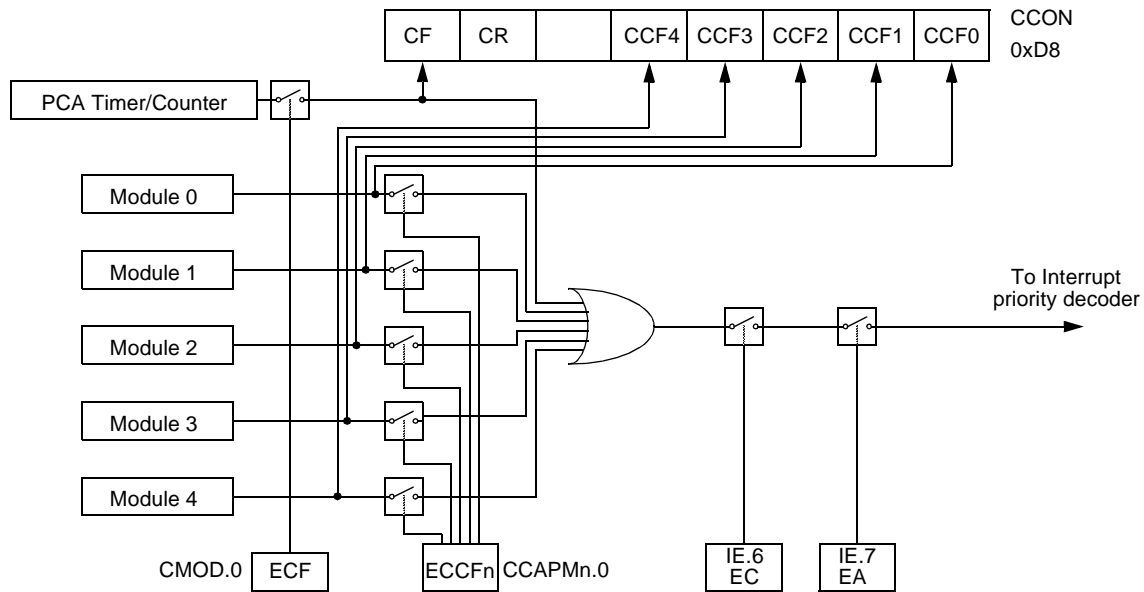 CF CR CCF4 CCF3 CCF2 CCF1 CCF0
CCON
0xD8
PCA Timer/Counter
Module 0
Module 1
Module 2
Module 3
Module 4
To Interrupt
priority decoder
CMOD.0 ECF
ECCFn CCAPMn.0
IE.6
EC
IE.7
EA